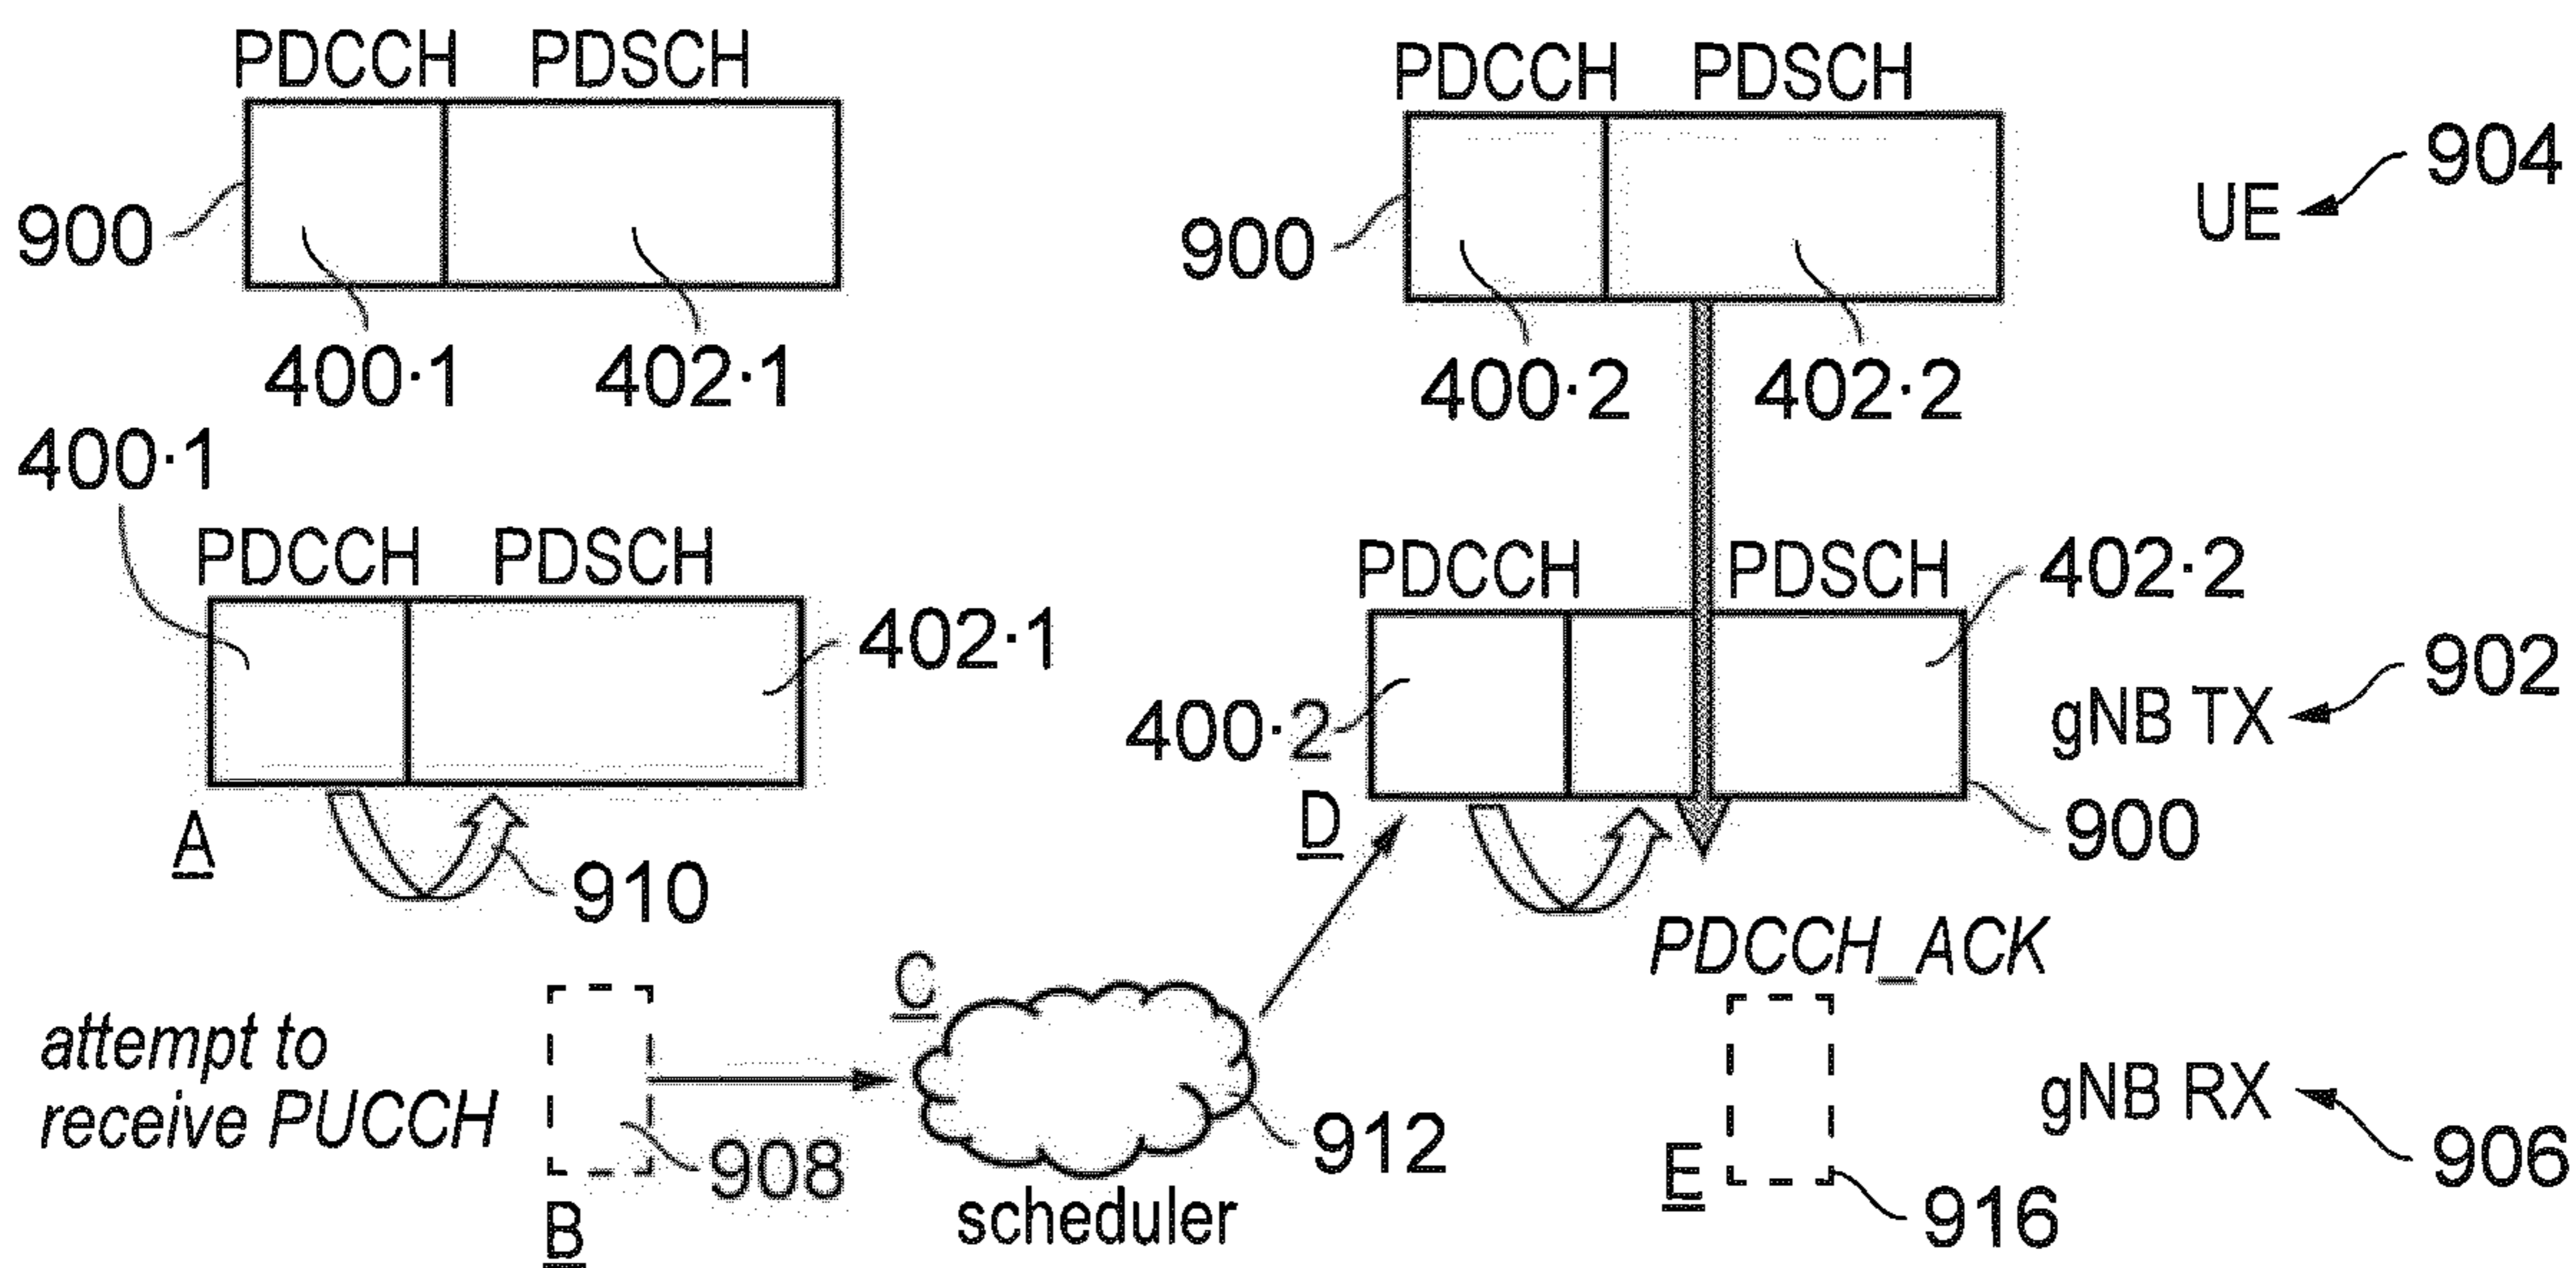 PDCCH PDSCH
PDCCH PDSCH
904
UE
900
900
400·1 402·1
400·2 402·2
400·1
PDCCH PDSCH
PDCCH PDSCH
402·2
402·1
902
400·2
gNB TX
A
D
900
910
PDCCH_ACK
C
attempt to
receive PUCCH
gNB RX
908
912
906
E
916
B
scheduler